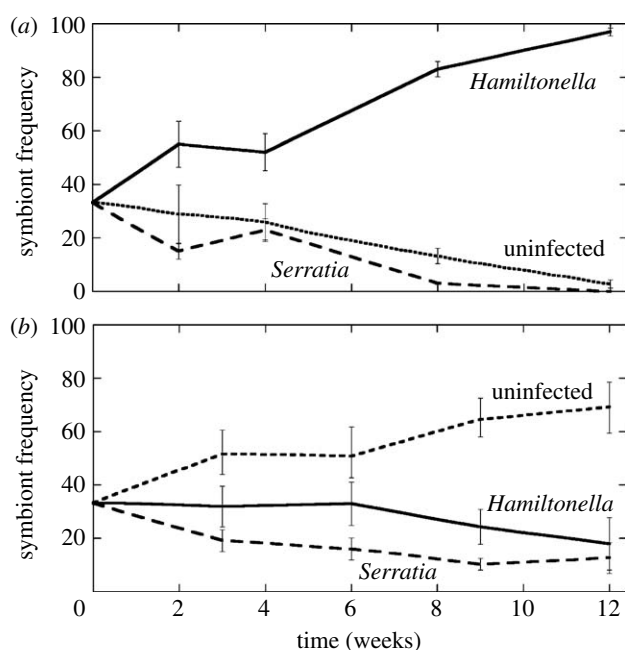 (a)
100
80
60
40
20
0
symbiont frequency
Hamiltonella
uninfected
Serratia
(b)
100
80
60
40
20
0
symbiont frequency
uninfected
Hamiltonella
Serratia
2 4 6 8 10 12
time (weeks)